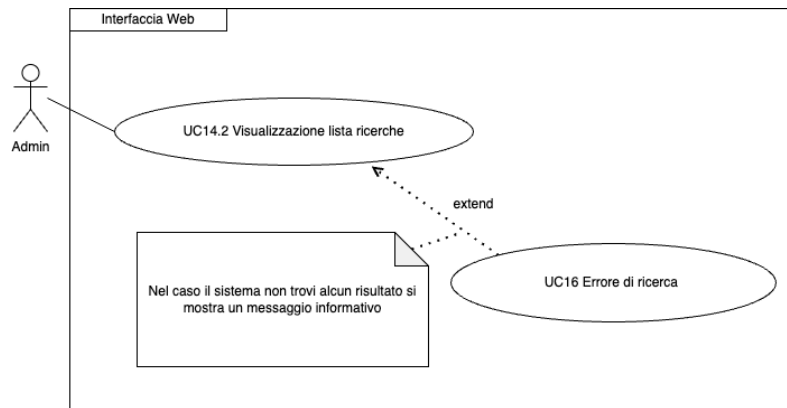 Interfaccia Web
Admin
UC14.2 Visualizzazione lista ricerche
extend
Nel caso il sistema non trovi alcun risultato si
mostra un messaggio informativo
UC16 Errore di ricerca